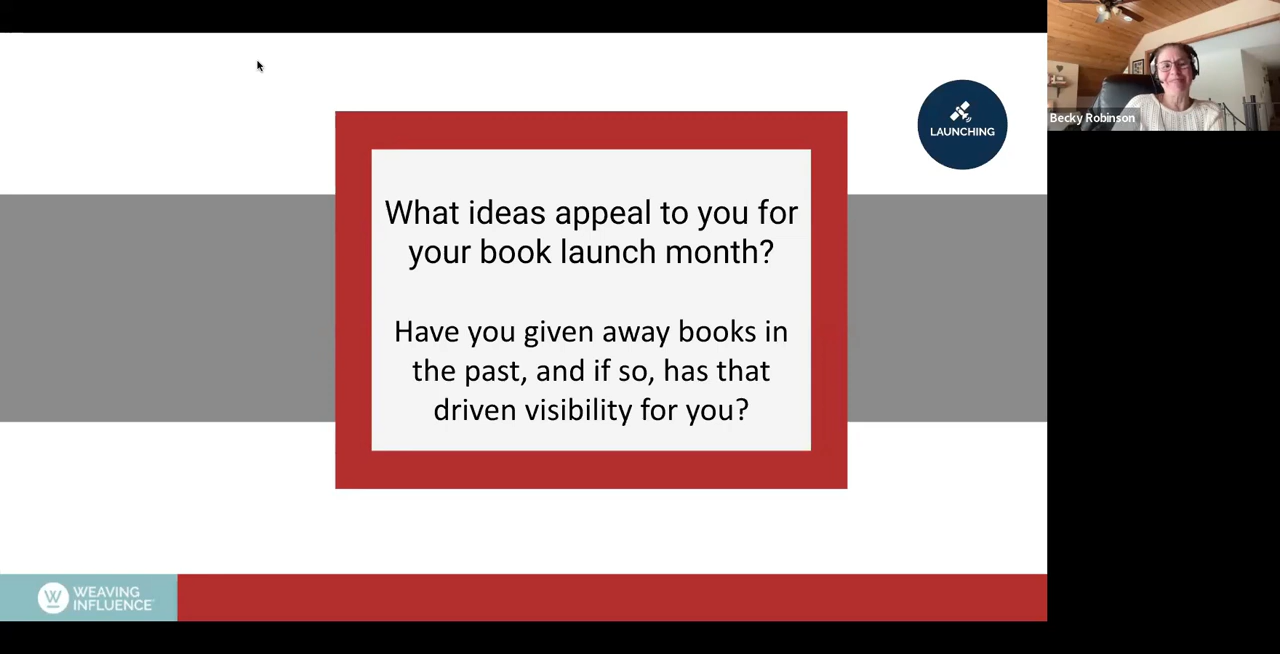 LAUNCHING
Becky Robinson
What ideas appeal to you for
your book launch month?
Have you given away books in
the past, and if so, has that
driven visibility for you?
W
WEAVING
INFLUENCE